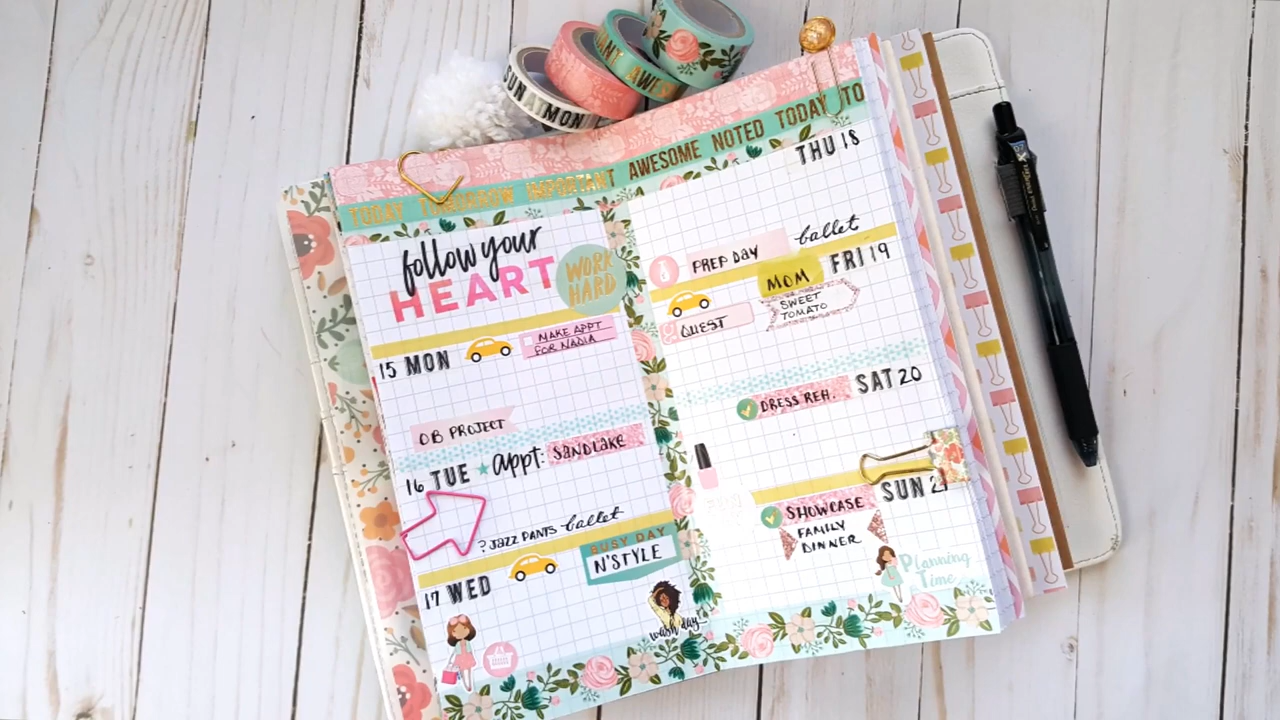 SUN MON
ANT AWES
TODAY TOMORROW IMPORTANT AWESOME NOTED TODAY TO
follow your
HEART
WORK
HARD
15 MON
MAKE APPT
FOR NADIA
OB PROJECT
16 TUE
appt: SANDLAKE
? JAZZ PANTS ballet
17 WED
BUSY DAY
N'STYLE
wash day
THU 18
PREP DAY
ballet
MOM
FRI 19
QUEST
SWEET
TOMATO
SAT 20
DRESS REH.
SUN 21
SHOWCASE
FAMILY
DINNER
Planning
Time